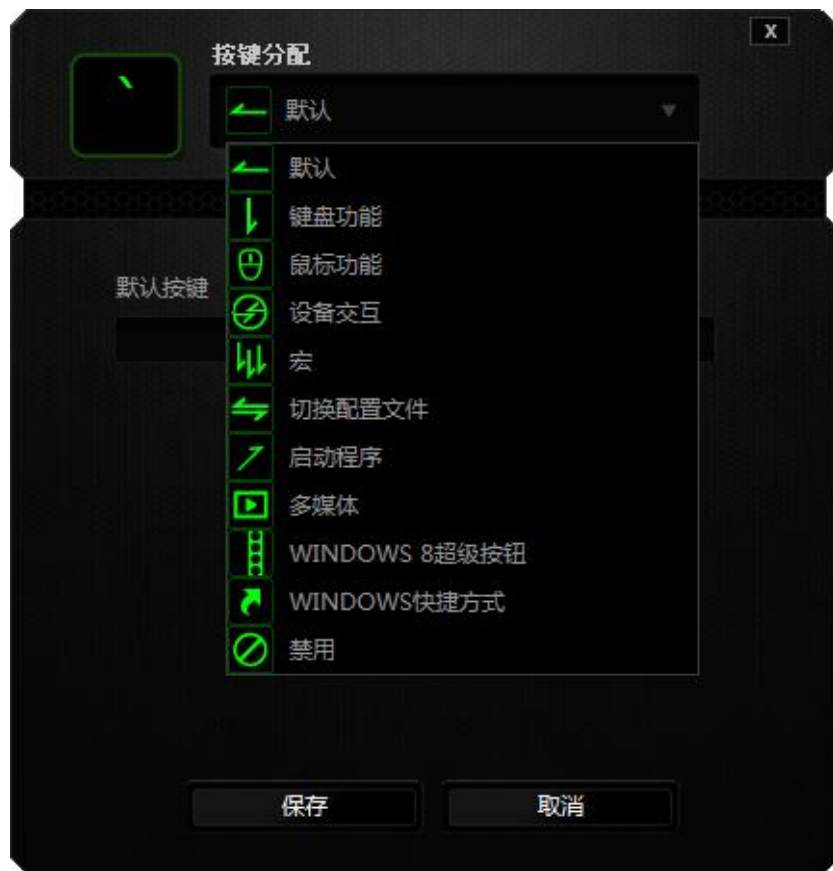 X
按键分配
`
默认
默认
键盘功能
鼠标功能
默认按键
设备交互
宏
切换配置文件
启动程序
多媒体
WINDOWS 8超级按钮
WINDOWS快捷方式
禁用
保存
取消